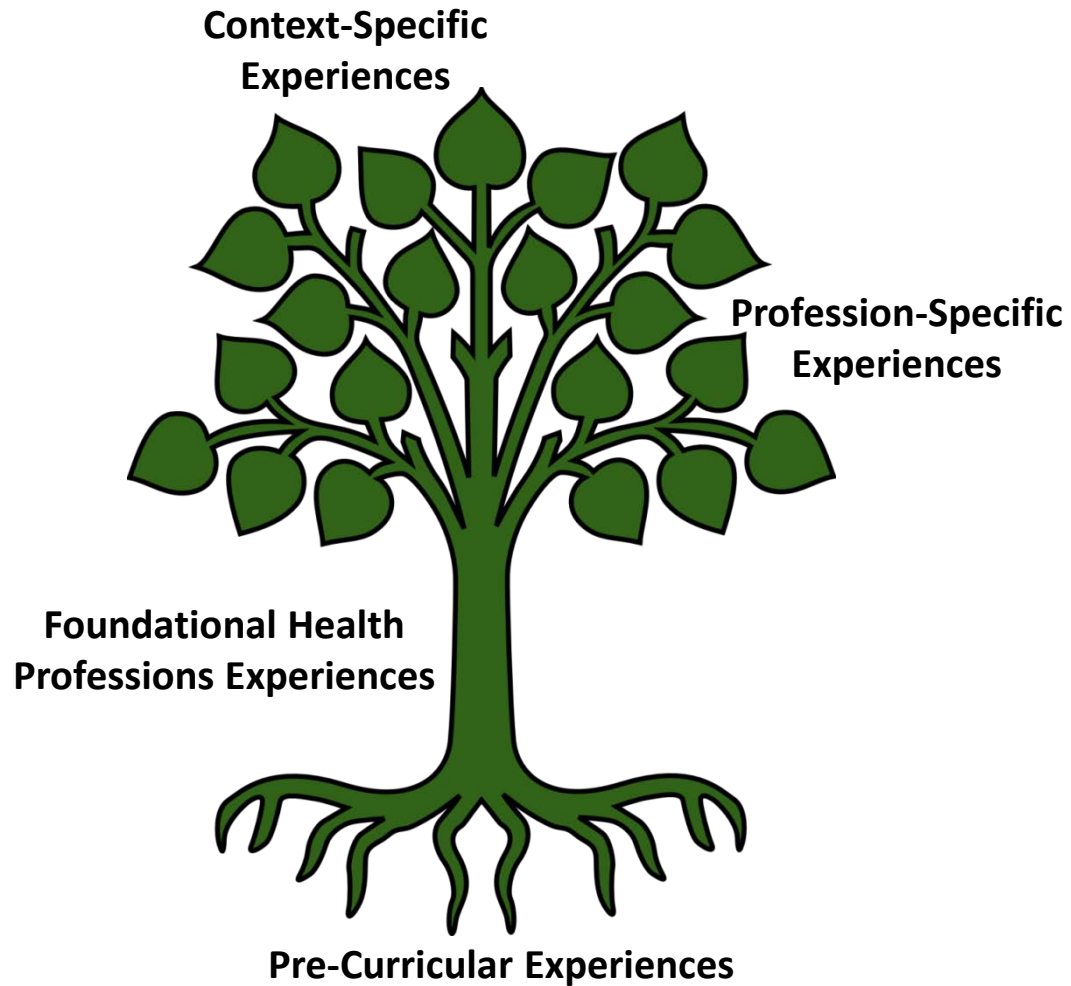 Context-Specific
Experiences
Profession-Specific
Experiences
Foundational Health
Professions Experiences
Pre-Curricular Experiences